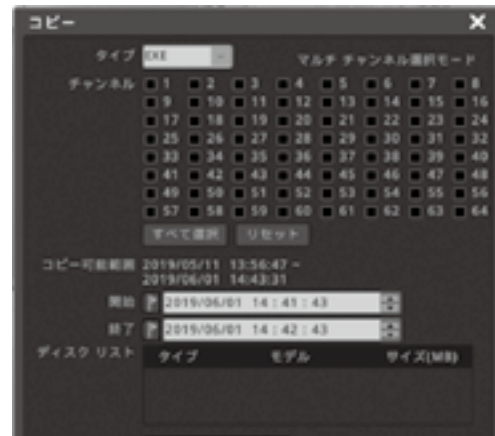 コピー
タイプ EXE マルチ チャンネル選択モード
チャンネル 1 2 3 4 5 6 7 8
9 10 11 12 13 14 15 16
17 18 19 20 21 22 23 24
25 26 27 28 29 30 31 32
33 34 35 36 37 38 39 40
41 42 43 44 45 46 47 48
49 50 51 52 53 54 55 56
57 58 59 60 61 62 63 64
すべて選択 リセット
コピー可能範囲 2019/05/11 13:56:47 ~
2019/06/01 14:43:31
開始 2019/06/01 14 : 41 : 43
終了 2019/06/01 14 : 42 : 43
ディスク リスト タイプ モデル サイズ(MB)